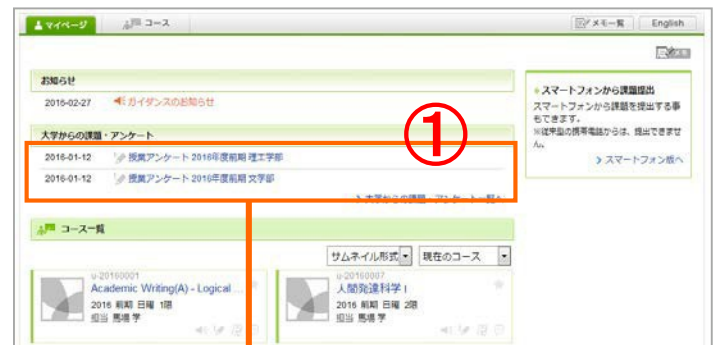 マイページ
コース
メモ一覧
English
メモ
お知らせ
2016-02-27 ガイダンスのお知らせ
大学からの課題・アンケート
①
2016-01-12 授業アンケート 2016年度前期 理工学部
2016-01-12 授業アンケート 2016年度前期 文学部
大学からの課題・アンケート一覧へ
スマートフォンから課題提出
スマートフォンから課題を提出する事
もできます。
※従来型の携帯電話からは、提出できませ
ん。
スマートフォン版へ
コース一覧
サムネイル形式
現在のコース
u-20160001
Academic Writing(A) - Logical ...
2016 前期 日曜 1限
担当 馬場 学
u-20160007
人間発達科学 I
2016 前期 日曜 2限
担当 馬場 学